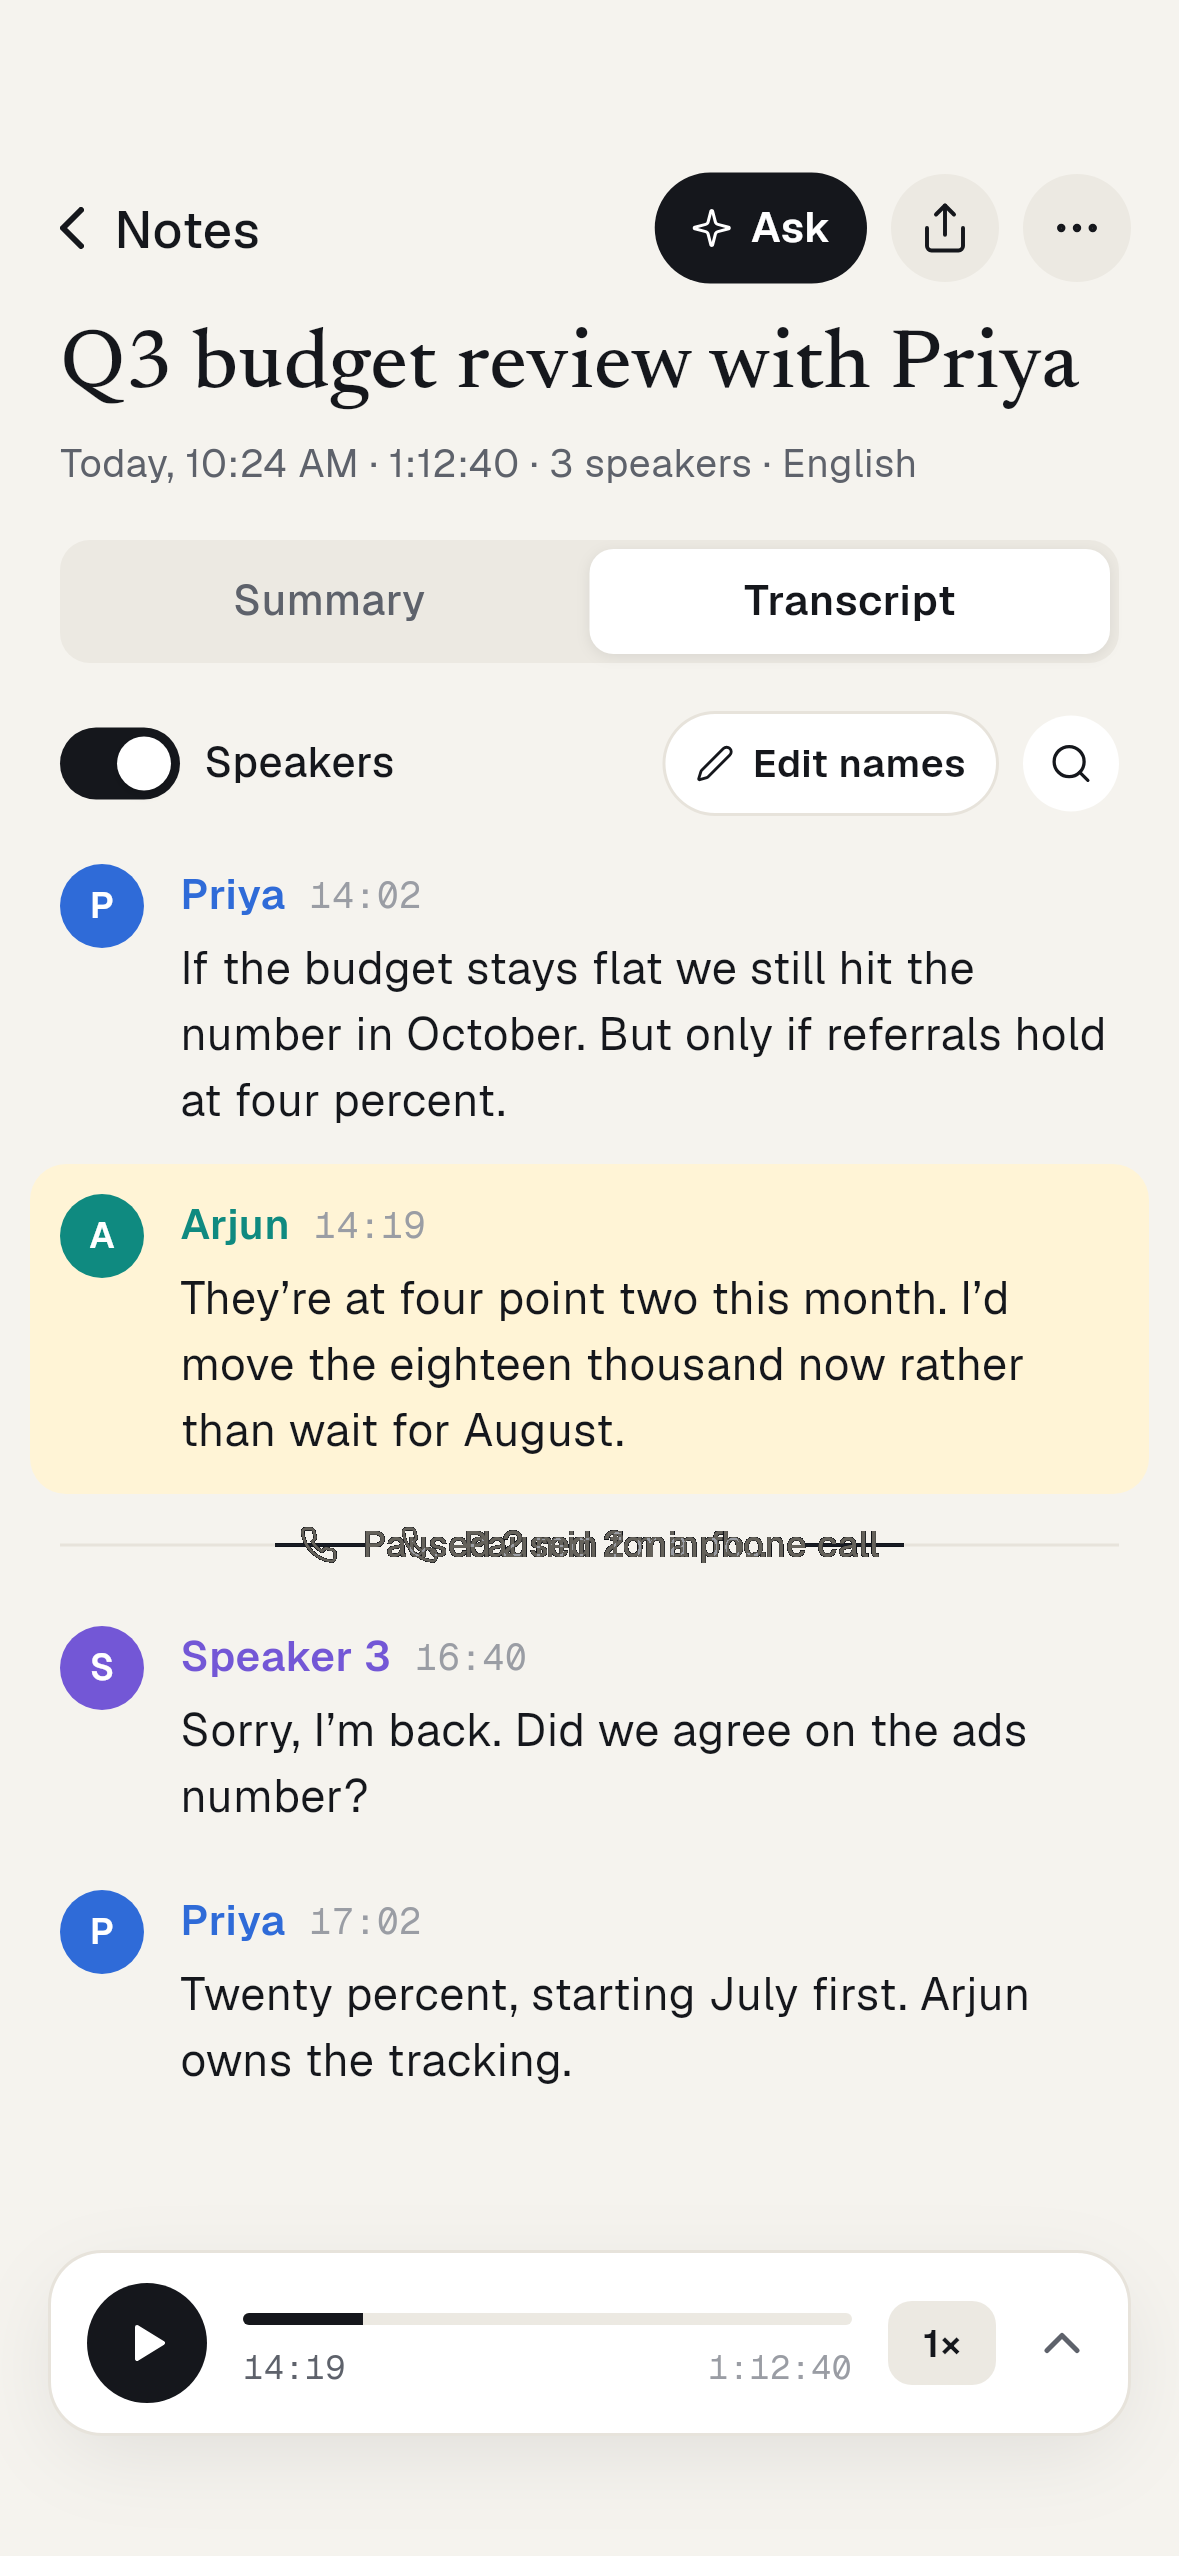 Notes
Ask
Q3 budget review with Priya
Today, 10:24 AM · 1:12:40 · 3 speakers · English
Summary
Transcript
Speakers
Edit names
P
Priya 14:02
If the budget stays flat we still hit the
number in October. But only if referrals hold
at four percent.
A
Arjun 14:19
They’re at four point two this month. I’d
move the eighteen thousand now rather
than wait for August.
phone call
S
Speaker 3 16:40
Sorry, I’m back. Did we agree on the ads
number?
P
Priya 17:02
Twenty percent, starting July first. Arjun
owns the tracking.
14:19
1:12:40
1×